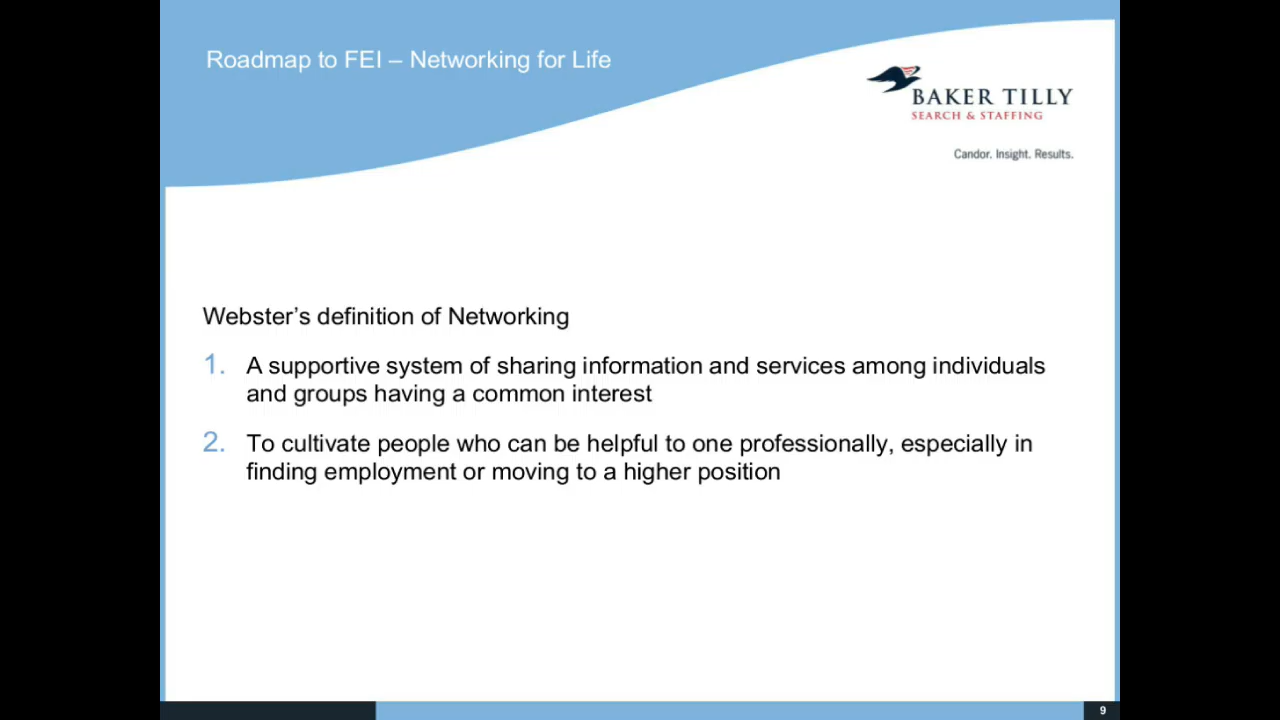 Roadmap to FEI – Networking for Life
BAKER TILLY
SEARCH & STAFFING
Candor. Insight. Results.
Webster’s definition of Networking
1. A supportive system of sharing information and services among individuals
and groups having a common interest
2. To cultivate people who can be helpful to one professionally, especially in
finding employment or moving to a higher position
9